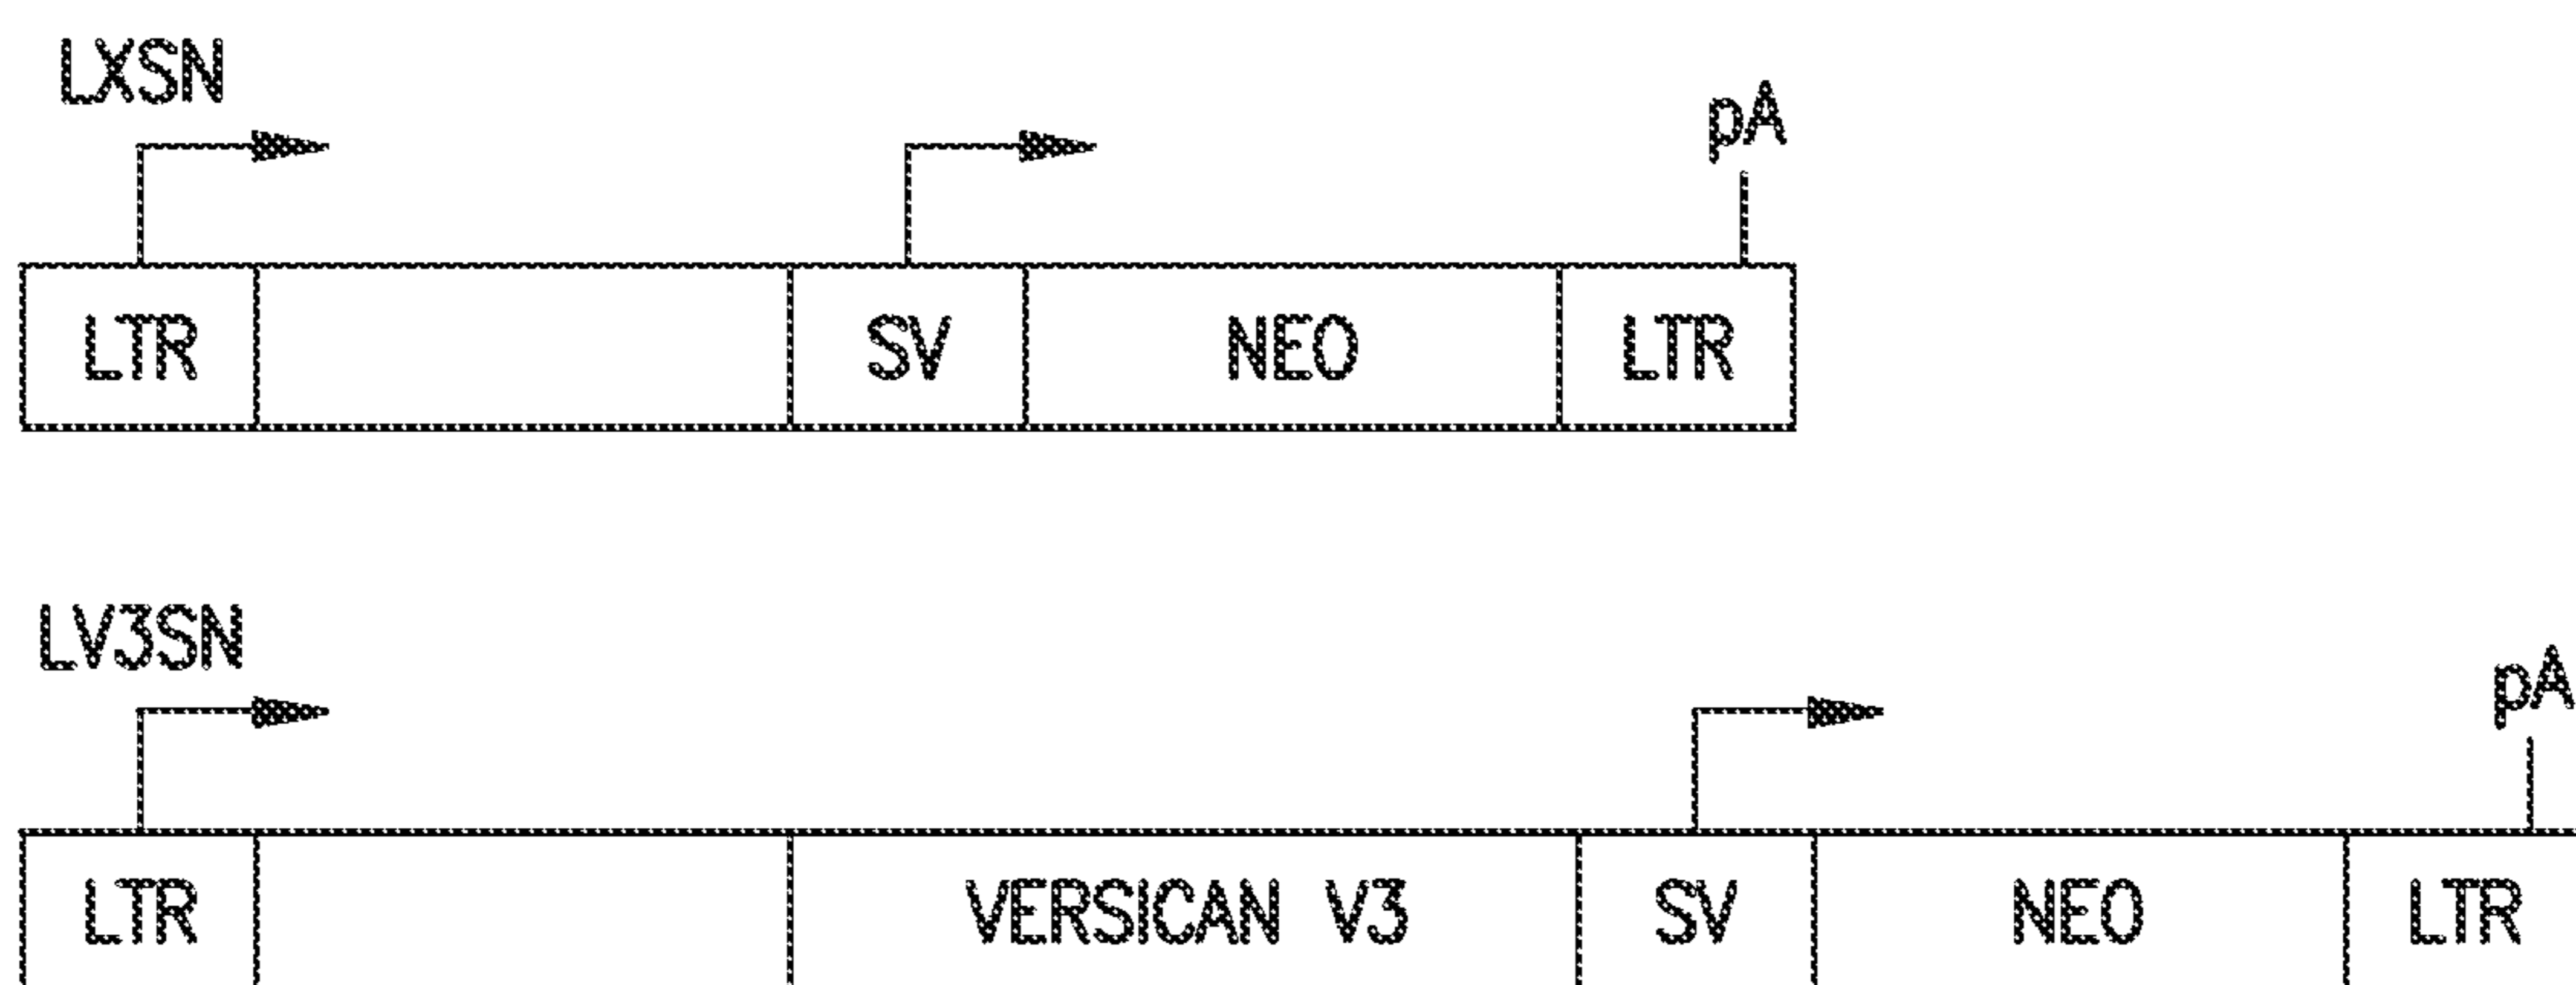 LXSN
pA
LTR SV NEO LTR
LV3SN
pA
LTR VERSICAN V3 SV NEO LTR